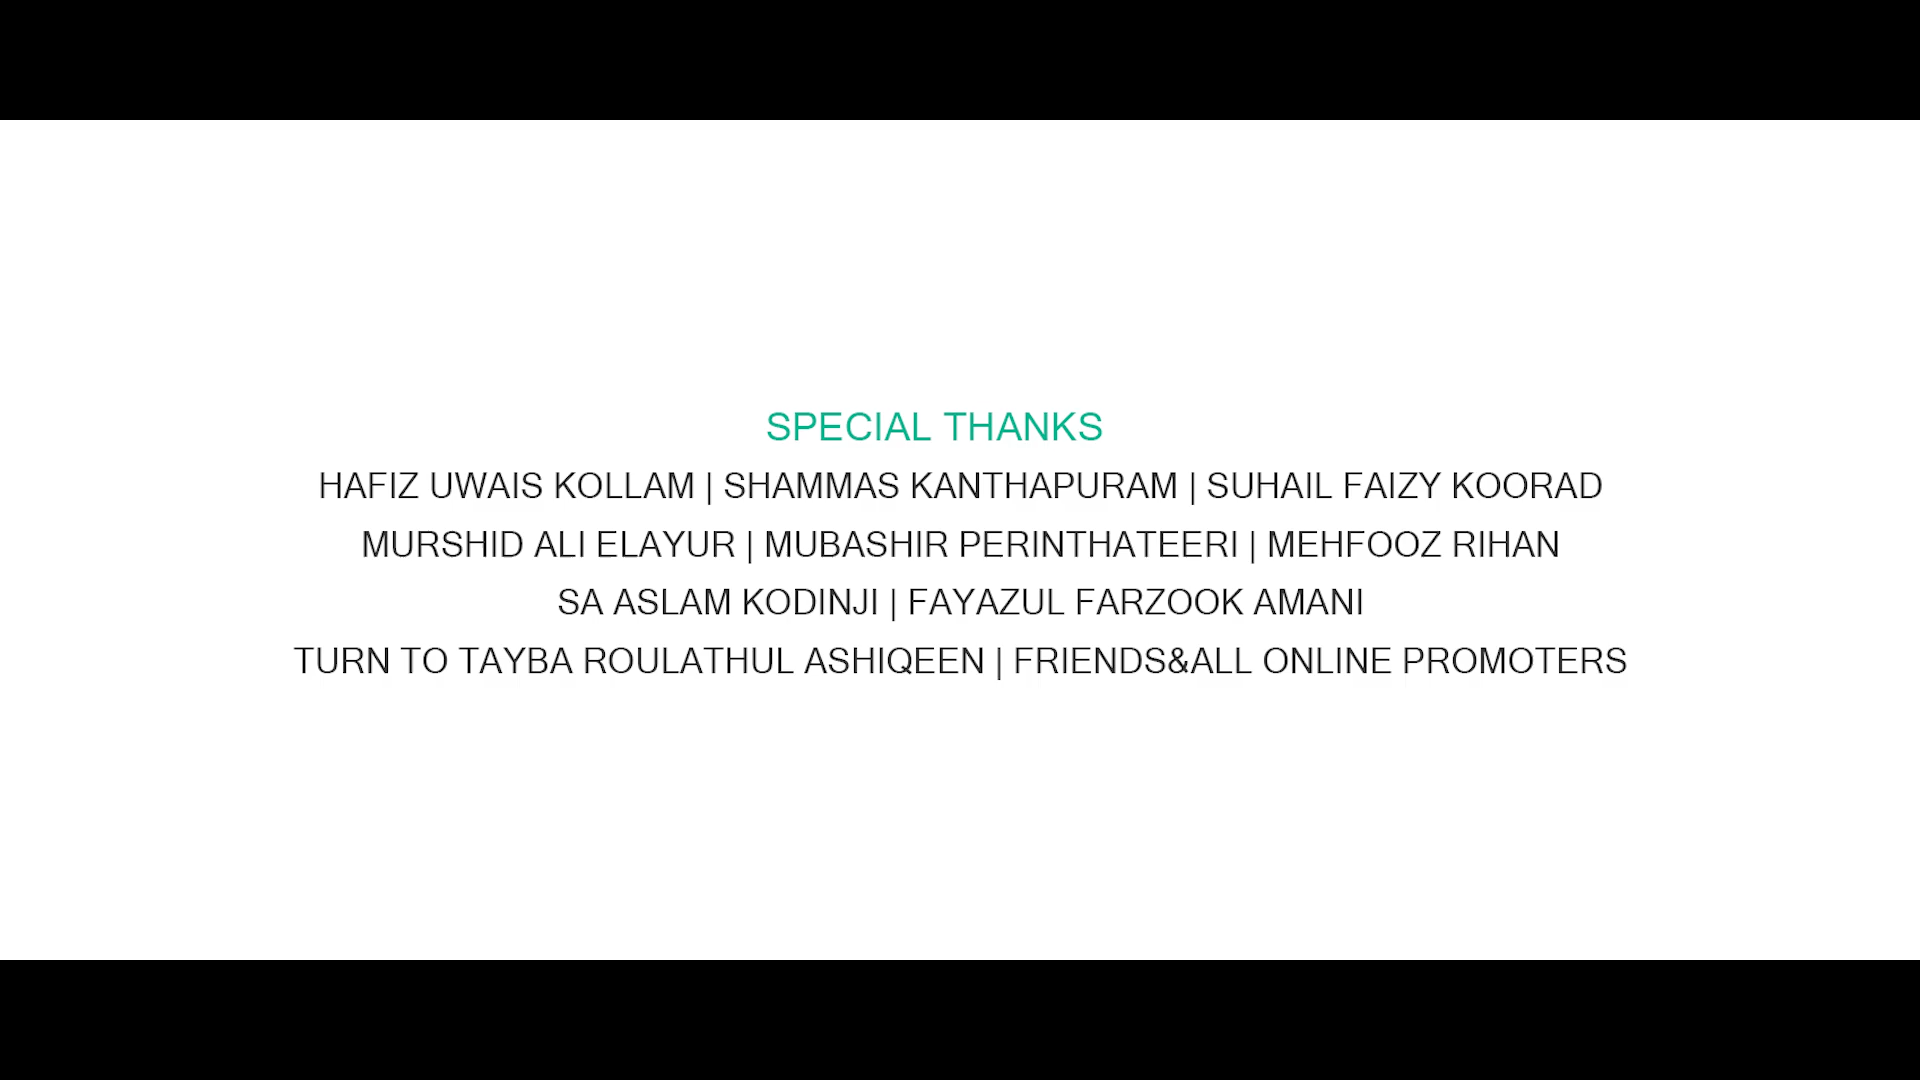 SPECIAL THANKS
HAFIZ UWAIS KOLLAM | SHAMMAS KANTHAPURAM | SUHAIL FAIZY KOORAD
MURSHID ALI ELAYUR | MUBASHIR PERINTHATEERI | MEHFOOZ RIHAN
SA ASLAM KODINJI | FAYAZUL FARZOOK AMANI
TURN TO TAYBA ROULATHUL ASHIQEEN | FRIENDS&ALL ONLINE PROMOTERS